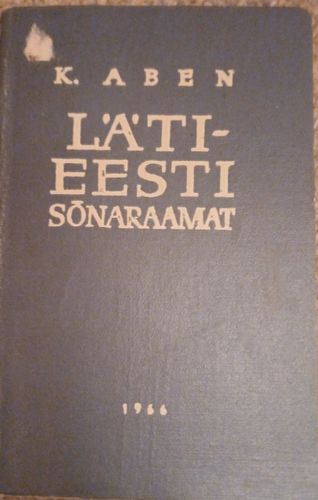 K. ABEN
LÄTI-
EESTI
SÕNARAAMAT
1966